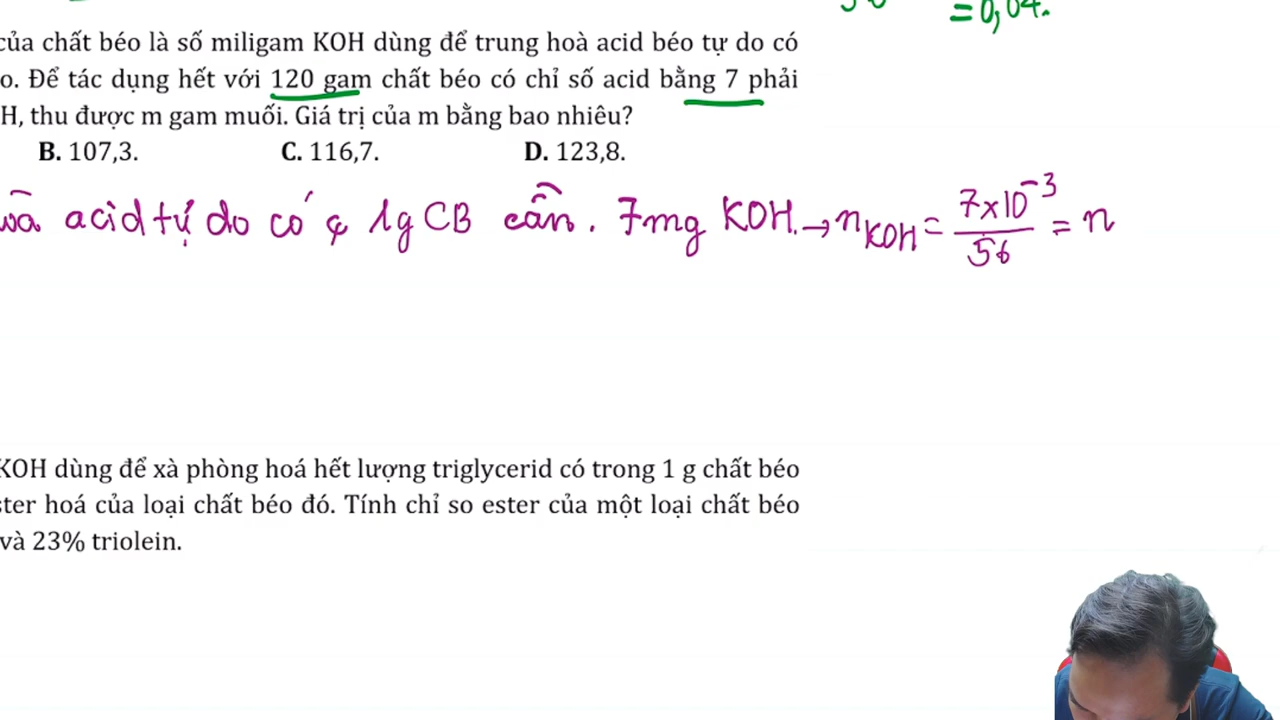 = 0,04.
của chất béo là số miligam KOH dùng để trung hoà acid béo tự do có
o. Để tác dụng hết với 120 gam chất béo có chỉ số acid bằng 7 phải
H, thu được m gam muối. Giá trị của m bằng bao nhiêu?
B. 107,3. C. 116,7. D. 123,8.
acid tự do có 1g CB cần. 7mg KOH. → nKOH = 7x10⁻³/56 = n
KOH dùng để xà phòng hoá hết lượng triglycerid có trong 1 g chất béo
ster hoá của loại chất béo đó. Tính chỉ so ester của một loại chất béo
và 23% triolein.